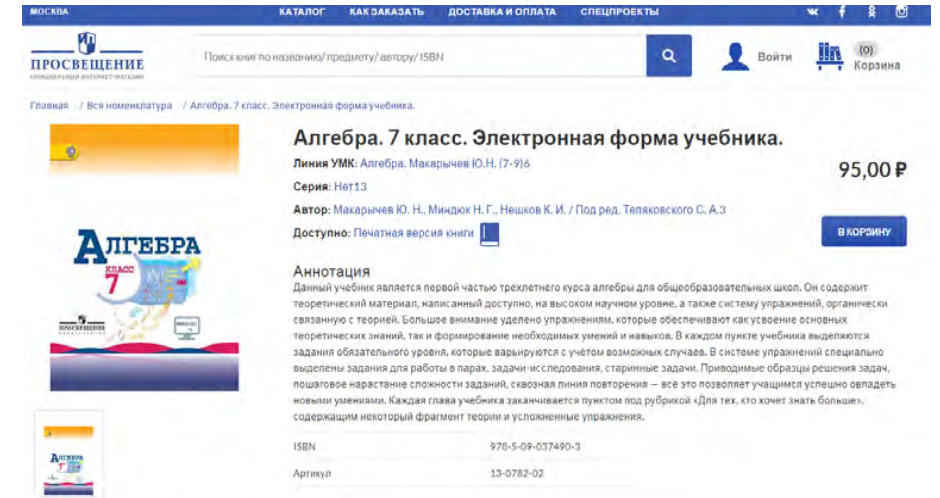 МОСКВА
КАТАЛОГ КАК ЗАКАЗАТЬ ДОСТАВКА И ОПЛАТА СПЕЦПРОЕКТЫ
ПРОСВЕЩЕНИЕ
Поиск книг по названию/ предмету/ автору/ ISBN
Войти
(0)
Корзина
Главная / Вся номенклатура / Алгебра. 7 класс. Электронная форма учебника.
Алгебра. 7 класс. Электронная форма учебника.
Линия УМК: Алгебра. Макарычев Ю.Н. (7-9)6
95,00 ₽
Серия: Нет13
Автор: Макарычев Ю. Н., Миндюк Н. Г., Нешков К. И. / Под ред. Теляковского С. А.3
Доступно: Печатная версия книги
В КОРЗИНУ
АЛГЕБРА
КЛАСС
7
ПРОСВЕЩЕНИЕ
Аннотация
Данный учебник является первой частью трехлетнего курса алгебры для общеобразовательных школ. Он содержит
теоретический материал, написанный доступно, на высоком научном уровне, а также систему упражнений, органически
связанную с теорией. Большое внимание уделено упражнениям, которые обеспечивают как усвоение основных
теоретических знаний, так и формирование необходимых умений и навыков. В каждом пункте учебника выделяются
задания обязательного уровня, которые варьируются с учётом возможных случаев. В системе упражнений специально
выделены задания для работы в парах, задачи-исследования, старинные задачи. Приводимые образцы решения задач,
пошаговое нарастание сложности заданий, сквозная линия повторения – все это позволяет учащимся успешно овладеть
новыми умениями. Каждая глава учебника заканчивается пунктом под рубрикой «Для тех, кто хочет знать больше»,
содержащим некоторый фрагмент теории и усложненные упражнения.
ISBN 978-5-09-037490-3
Артикул 13-0782-02
АЛГЕБРА
7